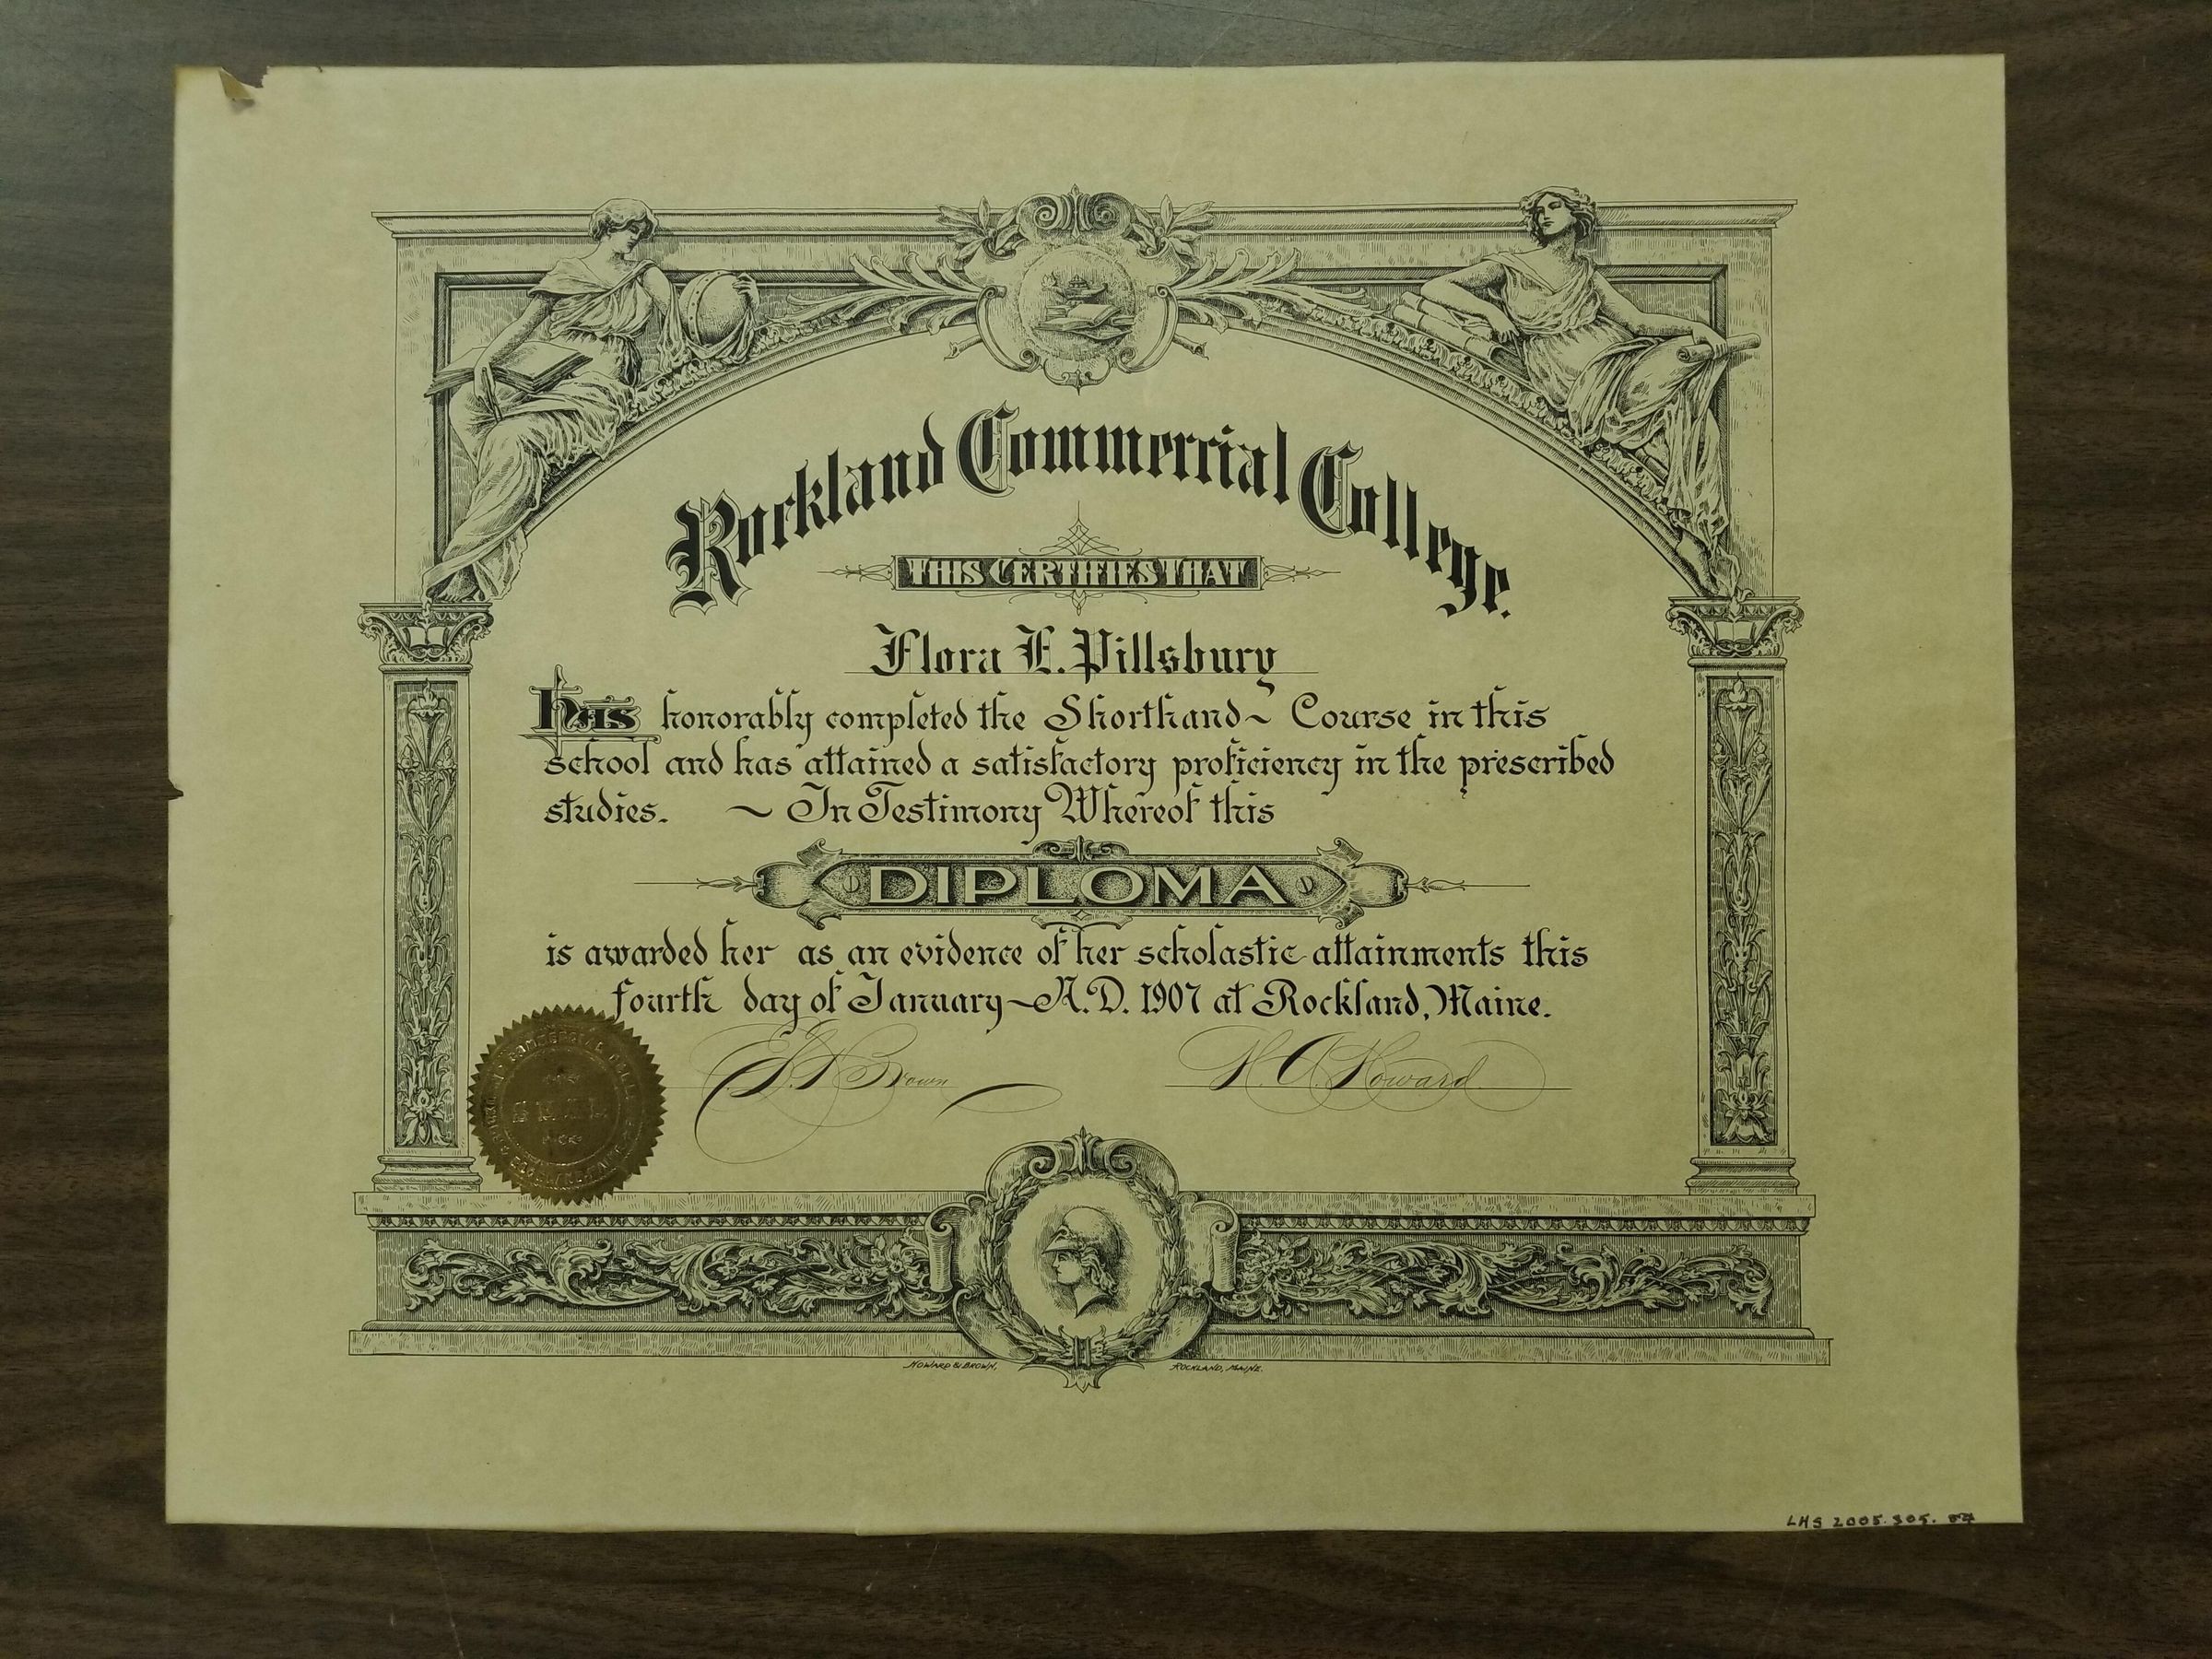 Rockland Commercial College.
THIS CERTIFIES THAT
Flora E. Pillsbury
Has honorably completed the Shorthand~ Course in this
school and has attained a satisfactory proficiency in the prescribed
studies. ~ In Testimony Whereof this
DIPLOMA
is awarded her as an evidence of her scholastic attainments this
fourth day of January~A.D. 1907 at Rockland, Maine.
Brown
H. A. Howard
SEAL
HOWARD & BROWN, ROCKLAND, MAINE.
LHS 2005.305.